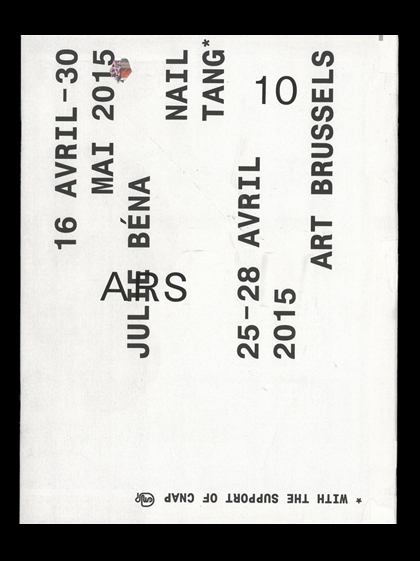 16 AVRIL-30
MAI 2015
JULIE BÉNA
NAIL
TANG*
10
25-28 AVRIL
2015
ART BRUSSELS
* WITH THE SUPPORT OF CNAP